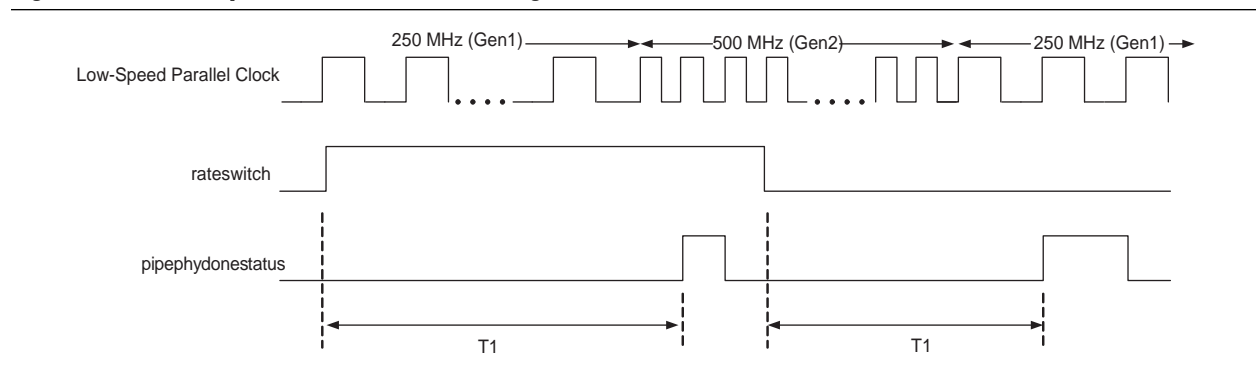 250 MHz (Gen1) 500 MHz (Gen2) 250 MHz (Gen1)
Low-Speed Parallel Clock
rateswitch
pipephydonestatus
T1 T1